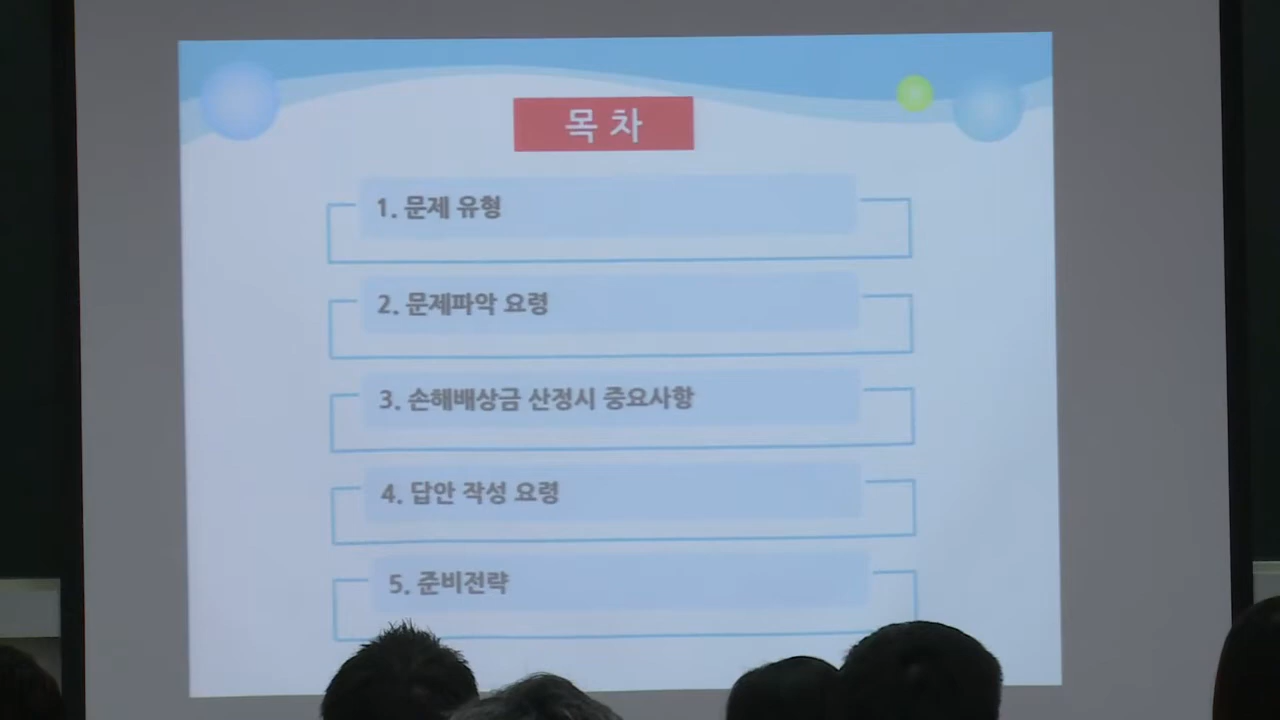 목 차
1. 문제 유형
2. 문제파악 요령
3. 손해배상금 산정시 중요사항
4. 답안 작성 요령
5. 준비전략